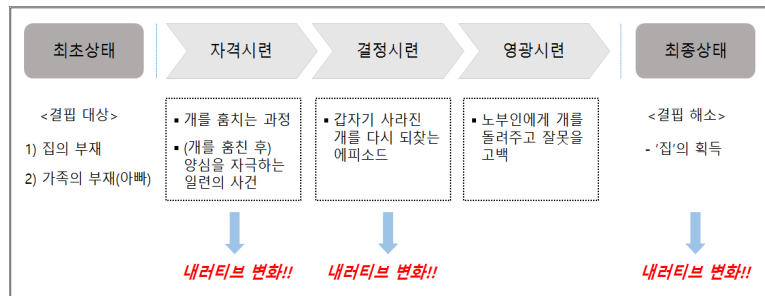 최초상태
자격시련
결정시련
영광시련
최종상태
<결핍 대상>
1) 집의 부재
2) 가족의 부재(아빠)
▪ 개를 훔치는 과정
▪ (개를 훔친 후)
양심을 자극하는
일련의 사건
▪ 갑자기 사라진
개를 다시 되찾는
에피소드
▪ 노부인에게 개를
돌려주고 잘못을
고백
<결핍 해소>
- '집'의 획득
내러티브 변화!!
내러티브 변화!!
내러티브 변화!!